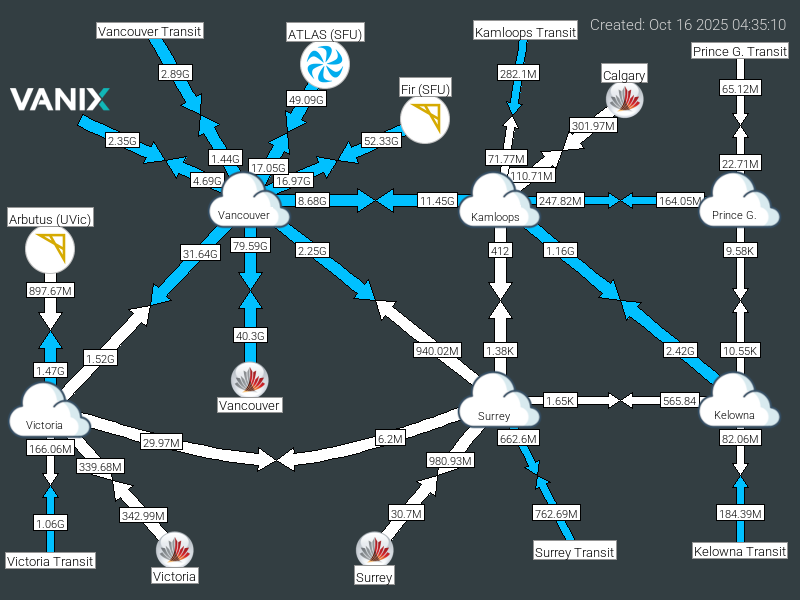 Created: Oct 16 2025 04:35:10
Vancouver Transit
ATLAS (SFU)
Kamloops Transit
Prince G. Transit
2.89G
282.1M
Calgary
65.12M
VANIX
49.09G
Fir (SFU)
301.97M
2.35G
52.33G
1.44G
71.77M
22.71M
17.05G
110.71M
4.69G
16.97G
8.68G
11.45G
247.82M
164.05M
Arbutus (UVic)
Vancouver
Kamloops
Prince G.
31.64G
79.59G
2.25G
412
1.16G
9.58K
897.67M
40.3G
1.52G
940.02M
1.38K
2.42G
10.55K
1.47G
Vancouver
1.65K
565.84
Victoria
Surrey
Kelowna
166.06M
29.97M
6.2M
662.6M
82.06M
339.68M
980.93M
1.06G
342.99M
30.7M
762.69M
184.39M
Victoria Transit
Victoria
Surrey
Surrey Transit
Kelowna Transit